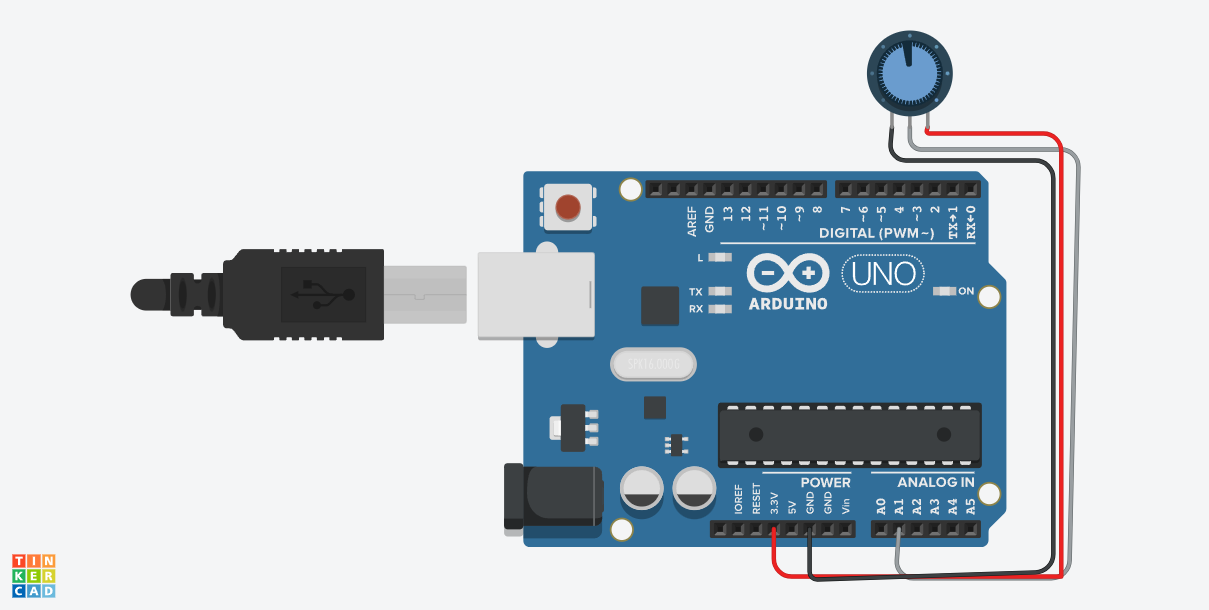 AREF
GND
13
12
~11
~10
~9
8
7
~6
~5
4
~3
2
TX→1
RX←0
DIGITAL (PWM~)
L
TX
RX
ARDUINO
UNO
ON
SPK16.000G
POWER
ANALOG IN
IOREF
RESET
3.3V
5V
GND
GND
Vin
A0
A1
A2
A3
A4
A5
TIN
KER
CAD